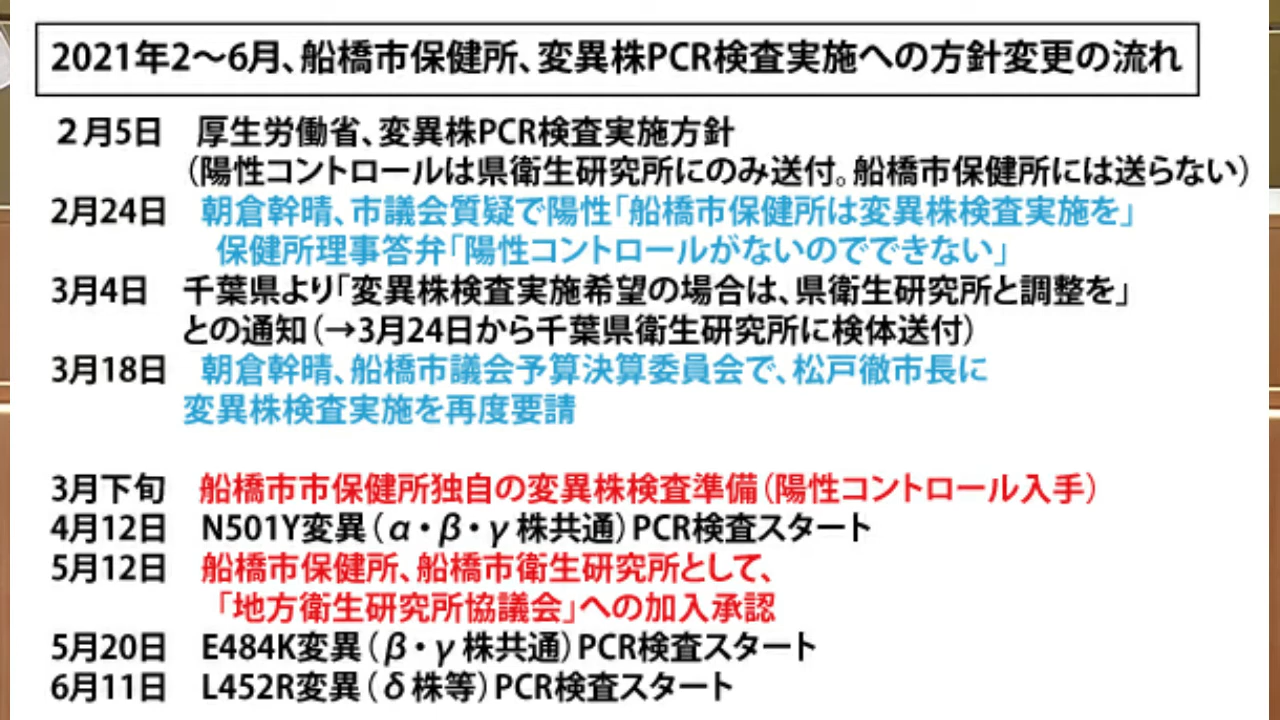 2021年2～6月、船橋市保健所、変異株PCR検査実施への方針変更の流れ
2月5日　厚生労働省、変異株PCR検査実施方針
（陽性コントロールは県衛生研究所にのみ送付。船橋市保健所には送らない）
2月24日　朝倉幹晴、市議会質疑で陽性「船橋市保健所は変異株検査実施を」
保健所理事答弁「陽性コントロールがないのでできない」
3月4日　千葉県より「変異株検査実施希望の場合は、県衛生研究所と調整を」
との通知（→3月24日から千葉県衛生研究所に検体送付）
3月18日　朝倉幹晴、船橋市議会予算決算委員会で、松戸徹市長に
変異株検査実施を再度要請
3月下旬　船橋市市保健所独自の変異株検査準備（陽性コントロール入手）
4月12日　N501Y変異（α・β・γ株共通）PCR検査スタート
5月12日　船橋市保健所、船橋市衛生研究所として、
「地方衛生研究所協議会」への加入承認
5月20日　E484K変異（β・γ株共通）PCR検査スタート
6月11日　L452R変異（δ株等）PCR検査スタート